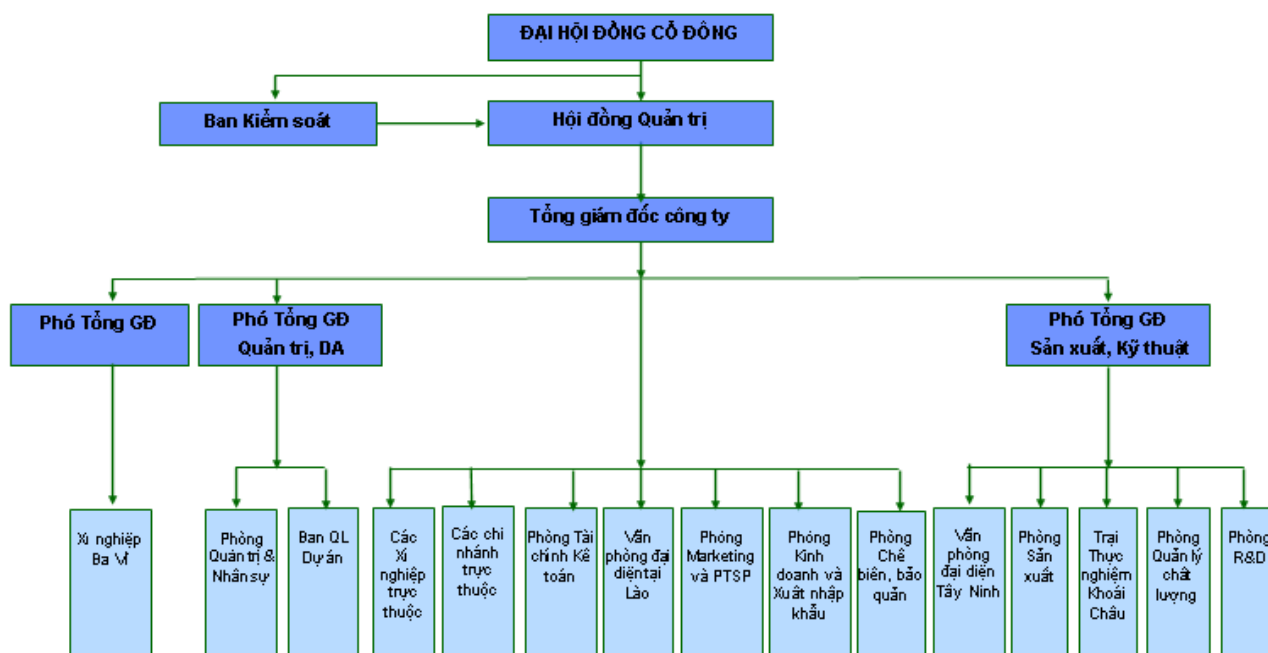 ĐẠI HỘI ĐỒNG CỔ ĐÔNG
Ban Kiểm soát
Hội đồng Quản trị
Tổng giám đốc công ty
Phó Tổng GĐ
Phó Tổng GĐ
Quản trị, DA
Phó Tổng GĐ
Sản xuất, Kỹ thuật
Xí nghiệp
Ba Vì
Phòng
Quản trị &
Nhân sự
Ban QL
Dự án
Các
Xí
nghiệp
trực
thuộc
Các chi
nhánh
trực
thuộc
Phòng Tài
chính Kế
toán
Văn
phòng đại
diện tại
Lào
Phòng
Marketing
và PTSP
Phòng
Kinh
doanh và
Xuất nhập
khẩu
Phòng
Chế
biến, bảo
quản
Văn
phòng
đại diện
Tây Ninh
Phòng
Sản
xuất
Trại
Thực
nghiệm
Khoái
Châu
Phòng
Quản lý
chất
lượng
Phòng
R&D